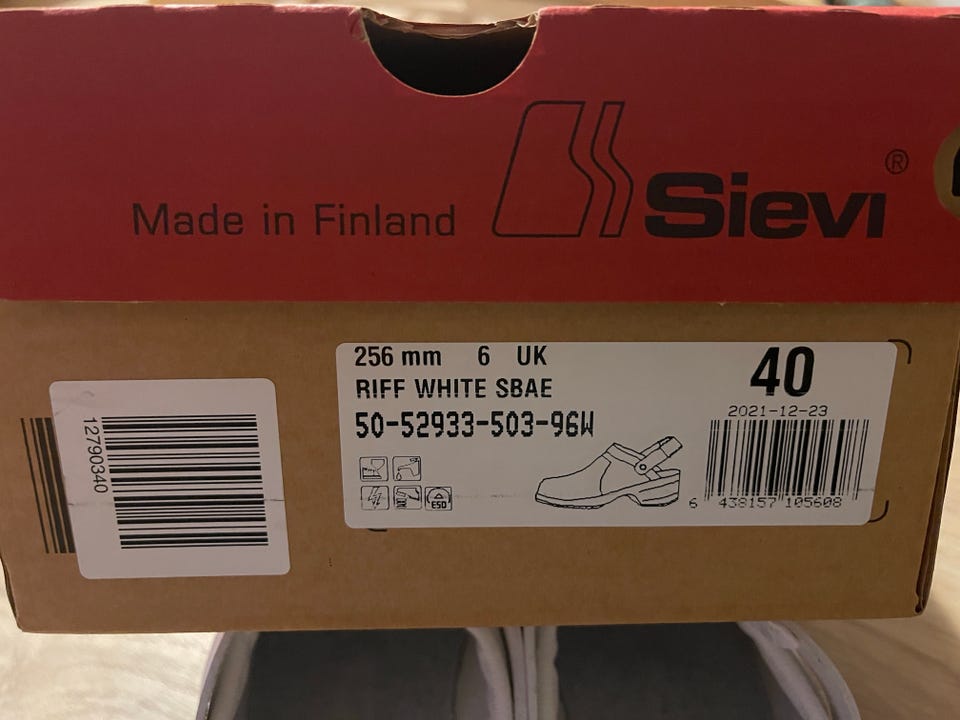 Made in Finland
Sievi®
256 mm 6 UK
40
RIFF WHITE SBAE
2021-12-23
50-52933-503-96W
12790340
ESD
6 438157 105608